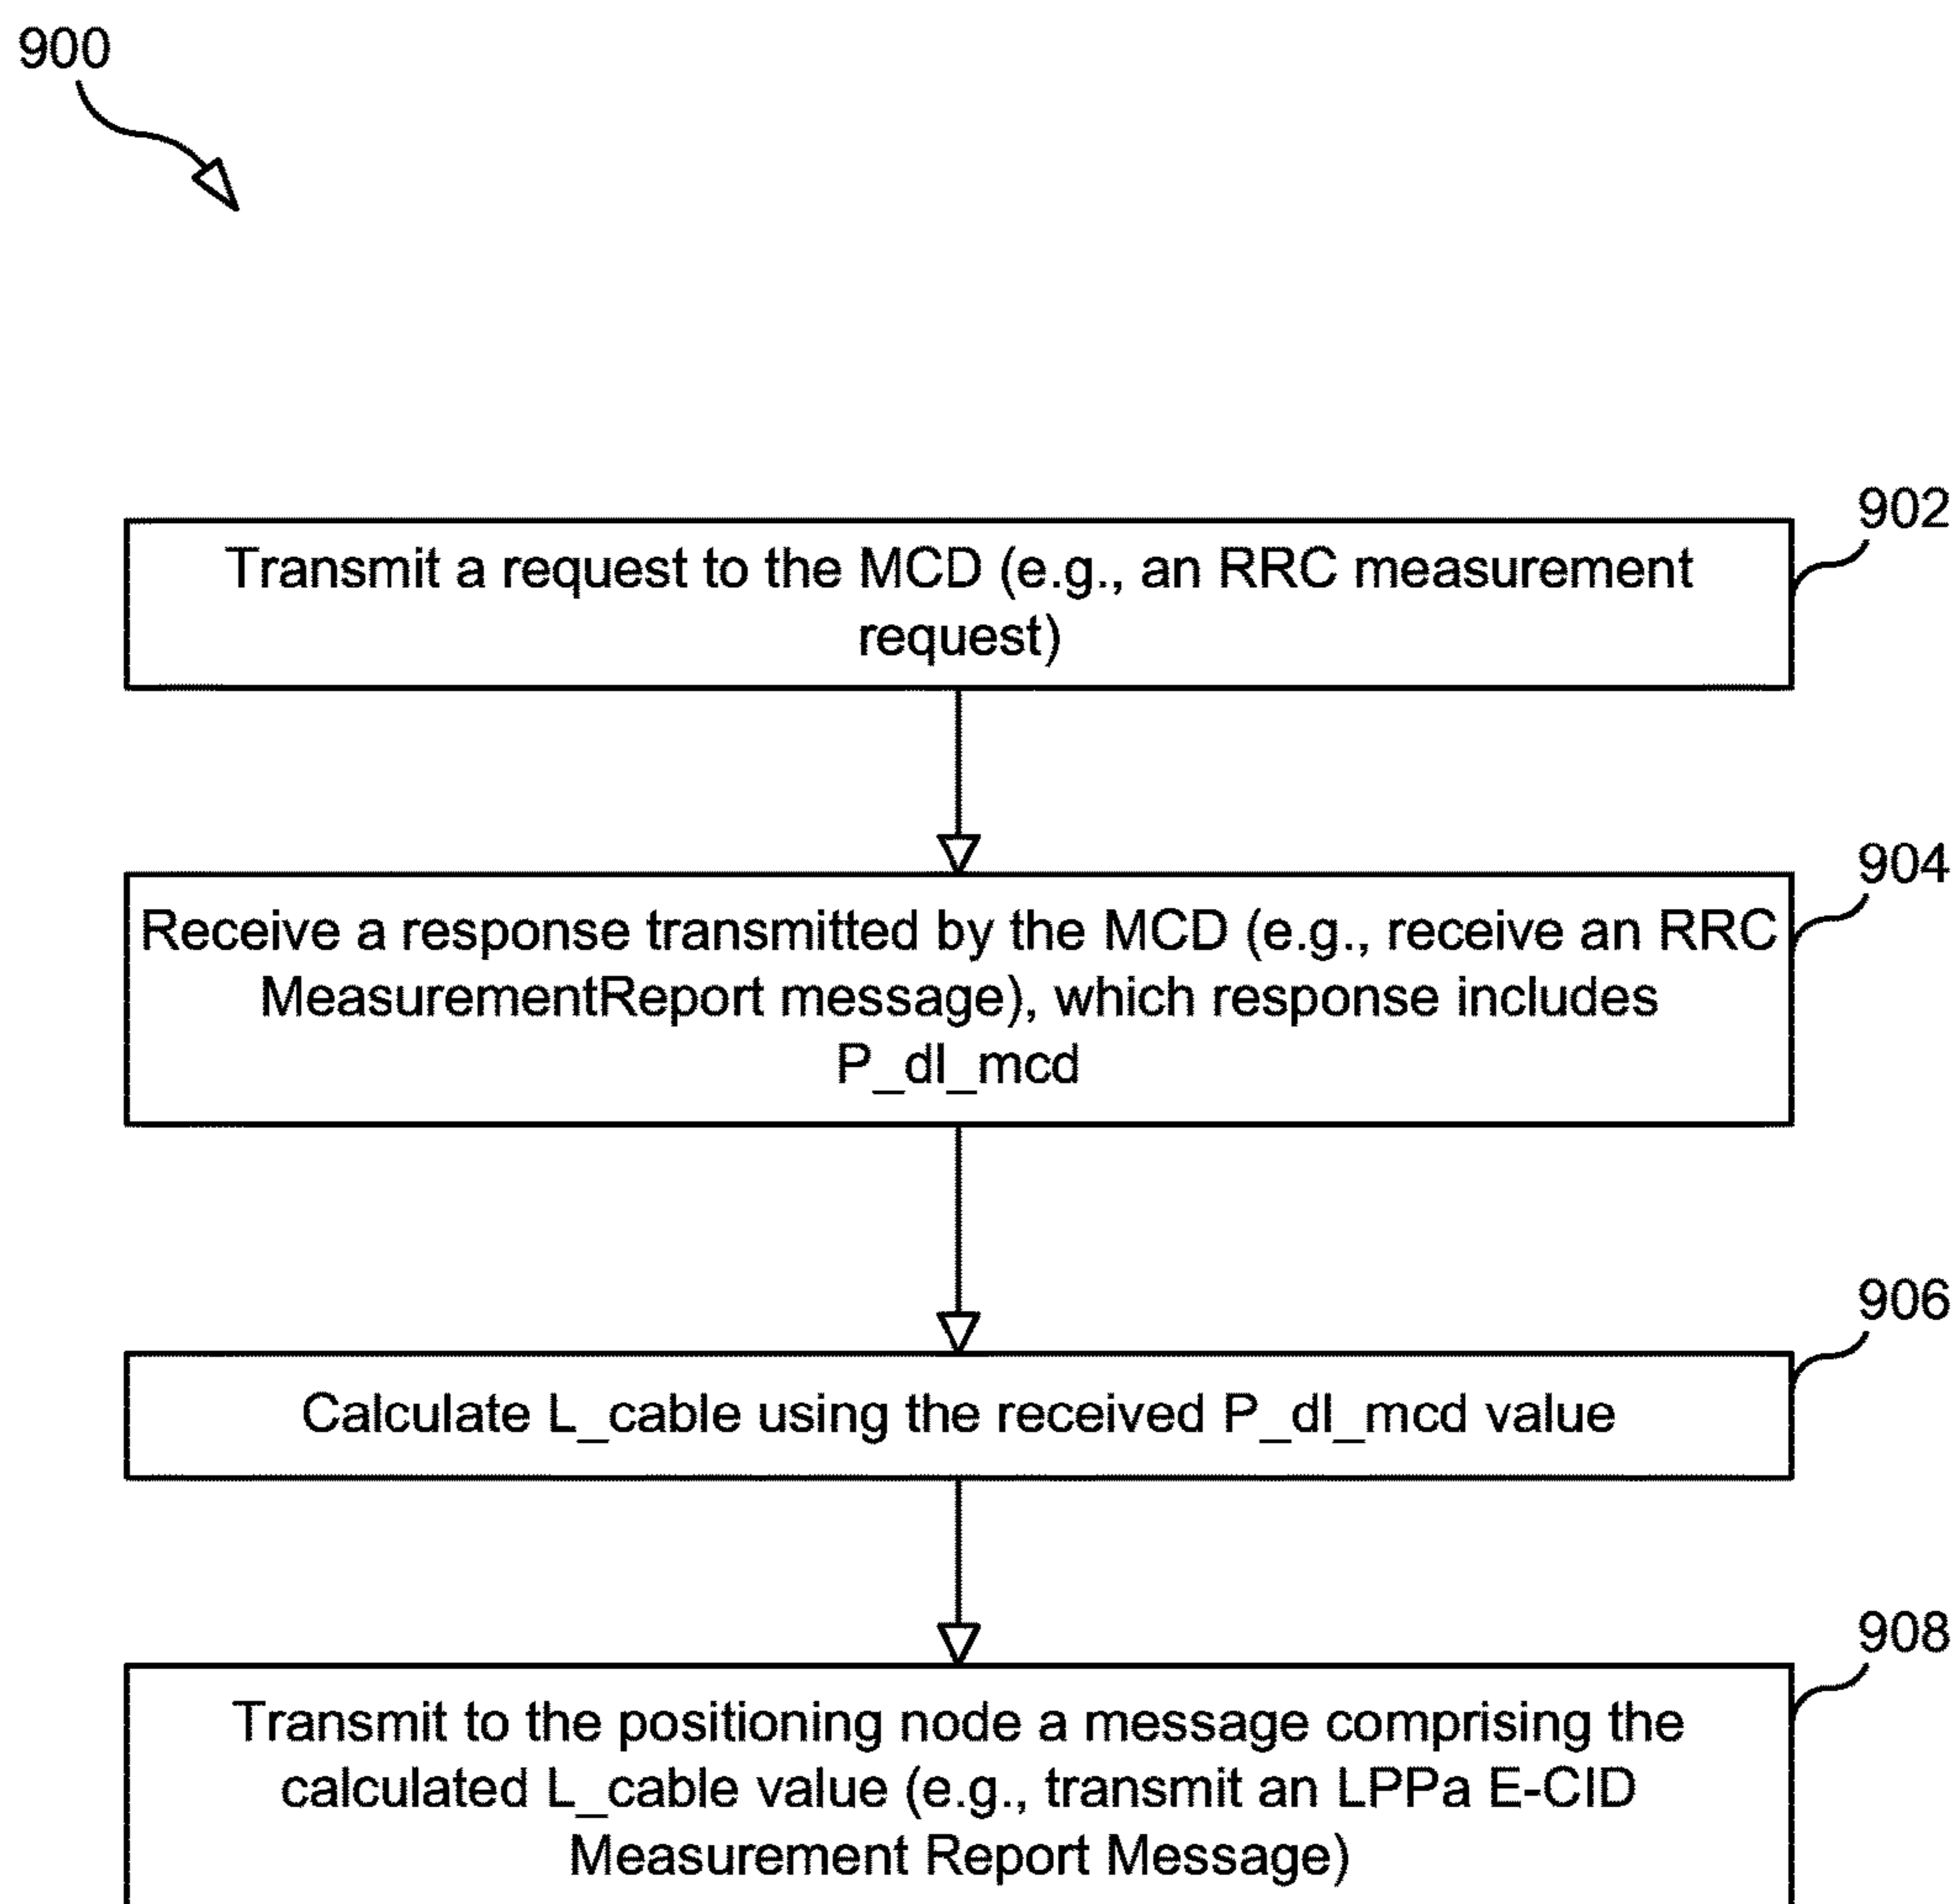 900
902
Transmit a request to the MCD (e.g., an RRC measurement
request)
904
Receive a response transmitted by the MCD (e.g., receive an RRC
MeasurementReport message), which response includes
P_dl_mcd
906
Calculate L_cable using the received P_dl_mcd value
908
Transmit to the positioning node a message comprising the
calculated L_cable value (e.g., transmit an LPPa E-CID
Measurement Report Message)